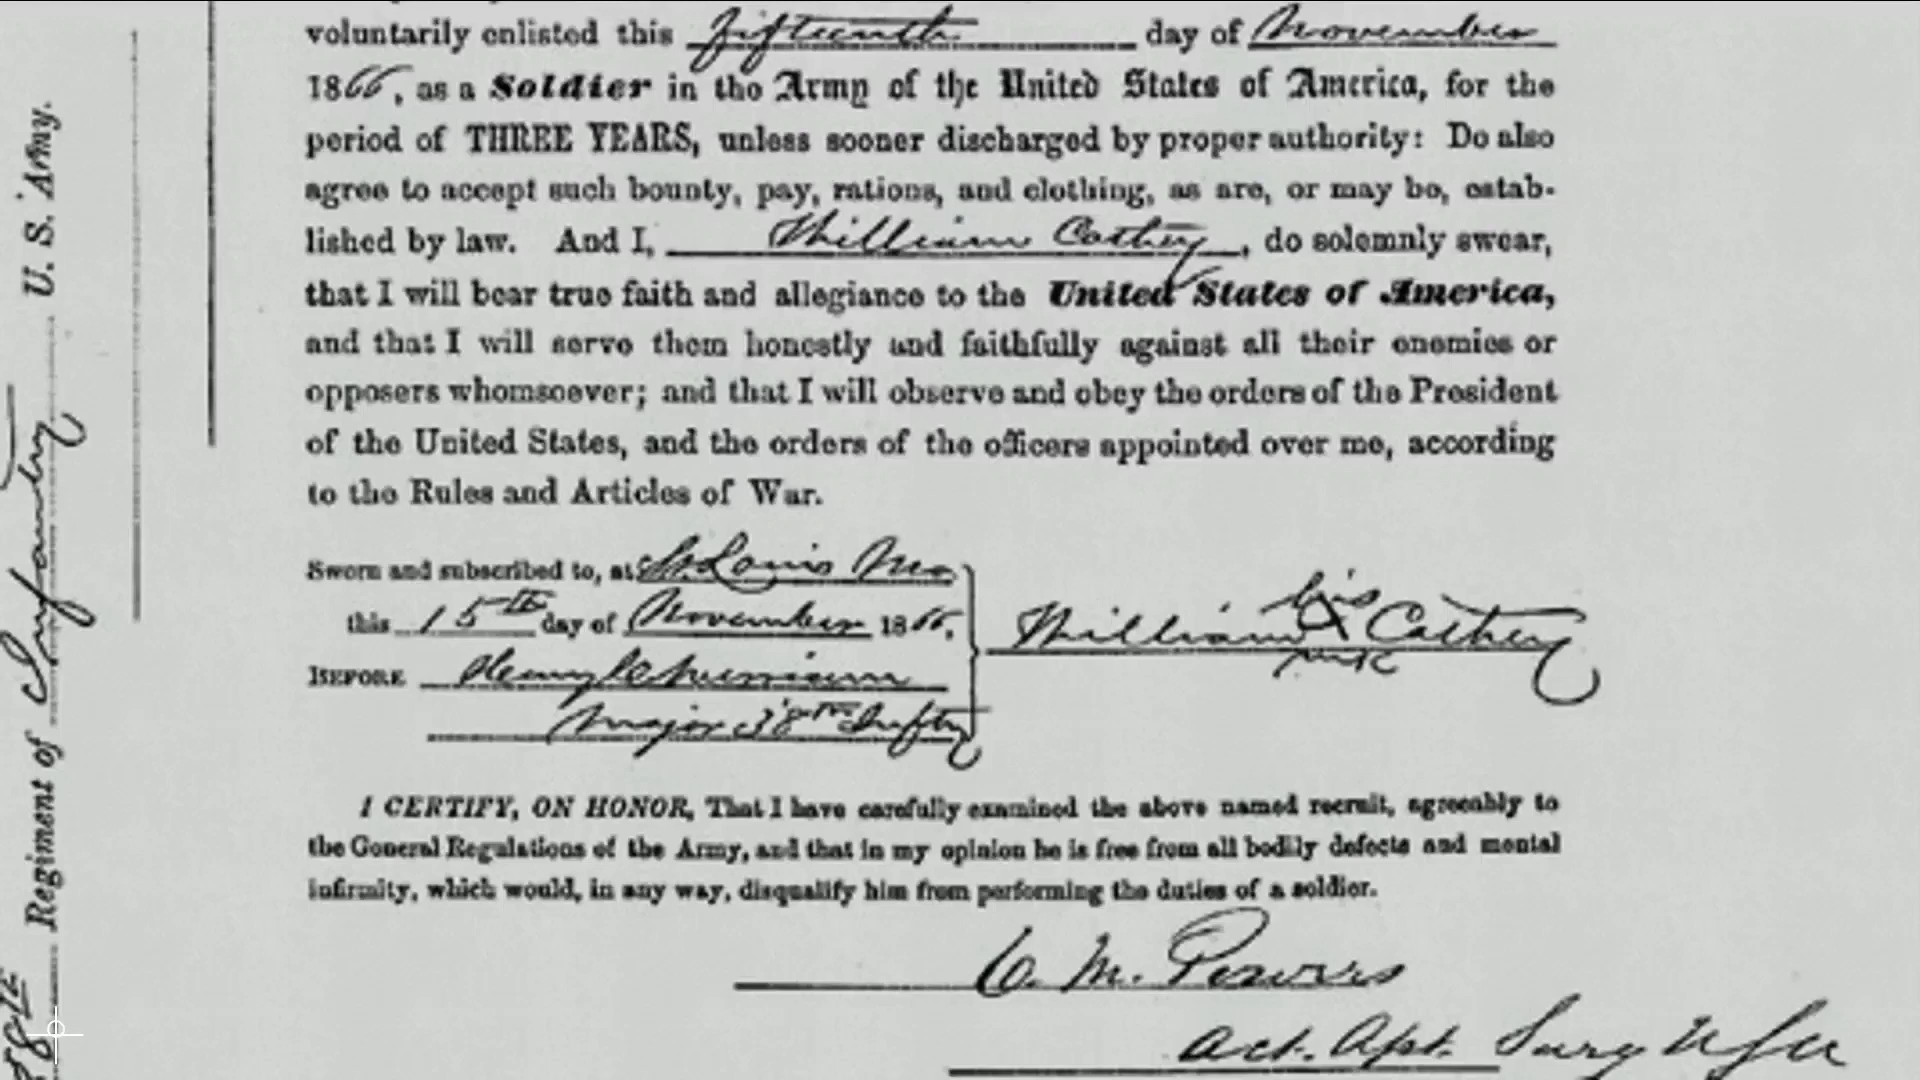 voluntarily enlisted this fifteenth day of November
1866, as a Soldier in the Army of the United States of America, for the
period of THREE YEARS, unless sooner discharged by proper authority: Do also
agree to accept such bounty, pay, rations, and clothing, as are, or may be, estab-
lished by law. And I, William Cathey, do solemnly swear,
that I will bear true faith and allegiance to the United States of America,
and that I will serve them honestly and faithfully against all their enemies or
opposers whomsoever; and that I will observe and obey the orders of the President
of the United States, and the orders of the officers appointed over me, according
to the Rules and Articles of War.
Sworn and subscribed to, at St. Louis Mo
this 15th day of November 1866,
BEFORE Henry C Merriam
Major 38th Infty
his
William X Cathey
mark
I CERTIFY, ON HONOR, That I have carefully examined the above named recruit, agreeably to
the General Regulations of the Army, and that in my opinion he is free from all bodily defects and mental
infirmity, which would, in any way, disqualify him from performing the duties of a soldier.
C. M. Powers
Act. Apt. Surg USA
38th Regiment of Infantry U. S. Army.